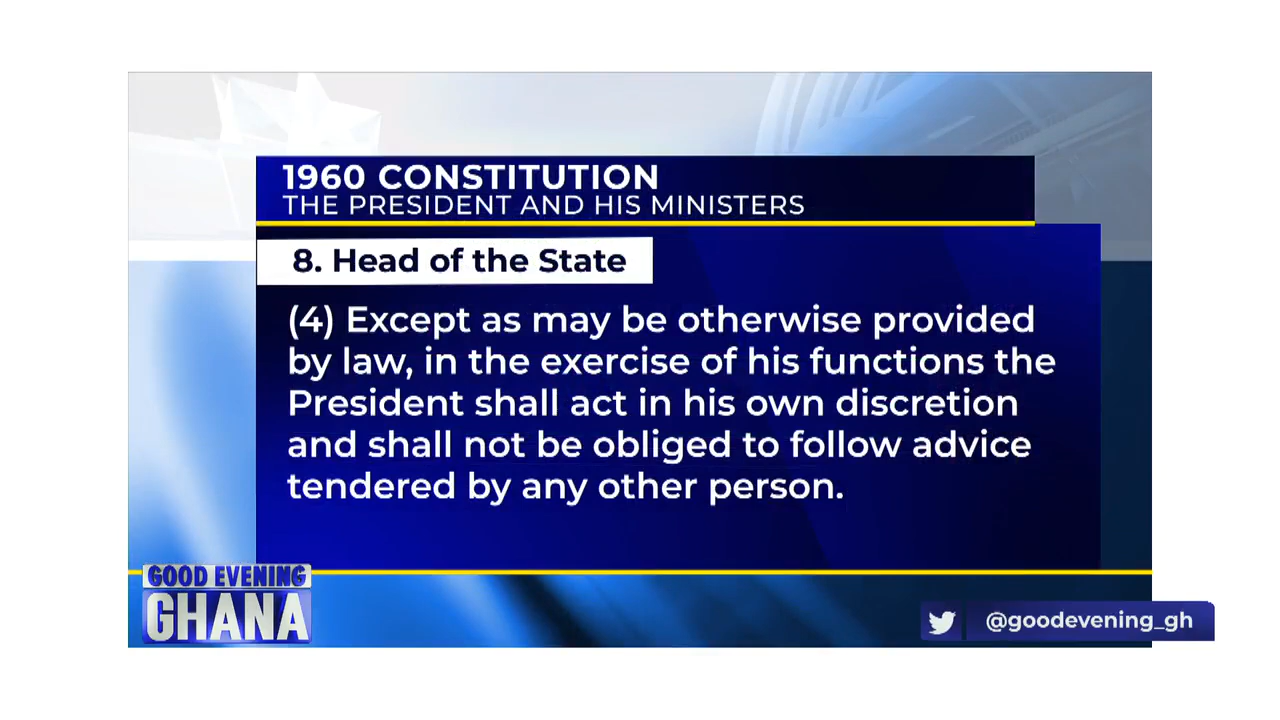 1960 CONSTITUTION
THE PRESIDENT AND HIS MINISTERS
8. Head of the State
(4) Except as may be otherwise provided
by law, in the exercise of his functions the
President shall act in his own discretion
and shall not be obliged to follow advice
tendered by any other person.
GOOD EVENING
GHANA
@goodevening_gh